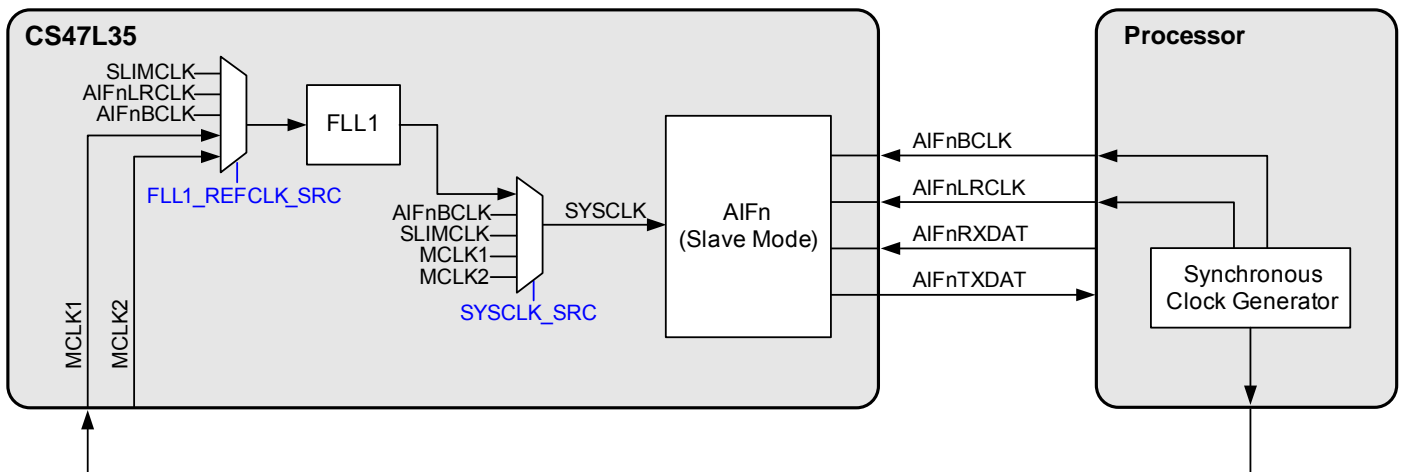 CS47L35
Processor
SLIMCLK
AIFnLRCLK
AIFnBCLK
FLL1
FLL1_REFCLK_SRC
AIFnBCLK
SLIMCLK
MCLK1
MCLK2
SYSCLK_SRC
SYSCLK
AIFn
(Slave Mode)
AIFnBCLK
AIFnLRCLK
AIFnRXDAT
AIFnTXDAT
Synchronous
Clock Generator
MCLK1
MCLK2